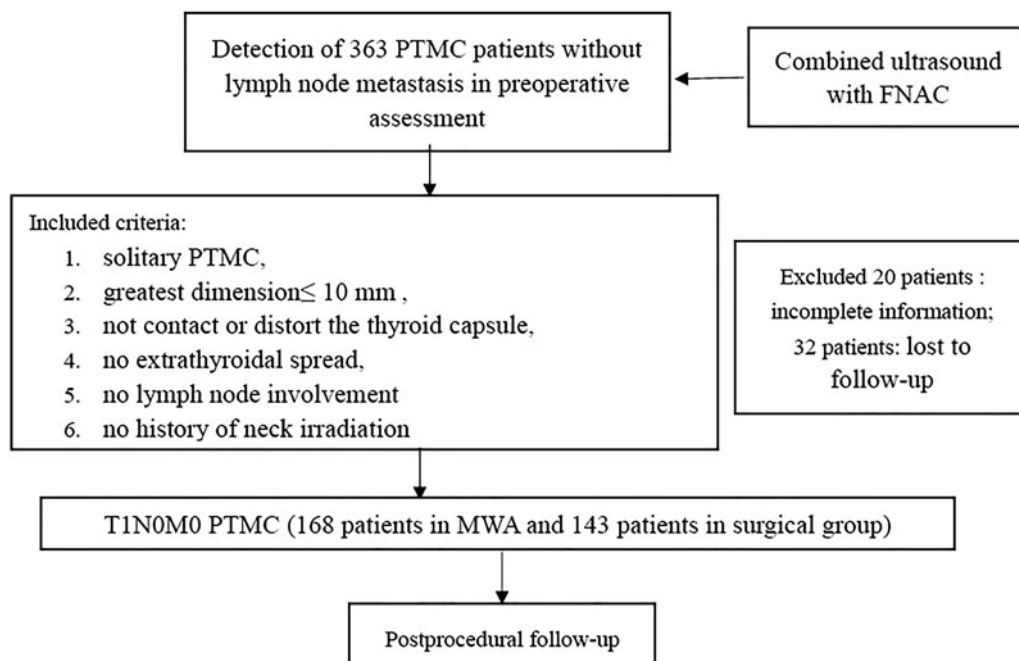 Detection of 363 PTMC patients without
lymph node metastasis in preoperative
assessment
Combined ultrasound
with FNAC
Included criteria:
1. solitary PTMC,
2. greatest dimension≤ 10 mm ,
3. not contact or distort the thyroid capsule,
4. no extrathyroidal spread,
5. no lymph node involvement
6. no history of neck irradiation
Excluded 20 patients :
incomplete information;
32 patients: lost to
follow-up
T1N0M0 PTMC (168 patients in MWA and 143 patients in surgical group)
Postprocedural follow-up